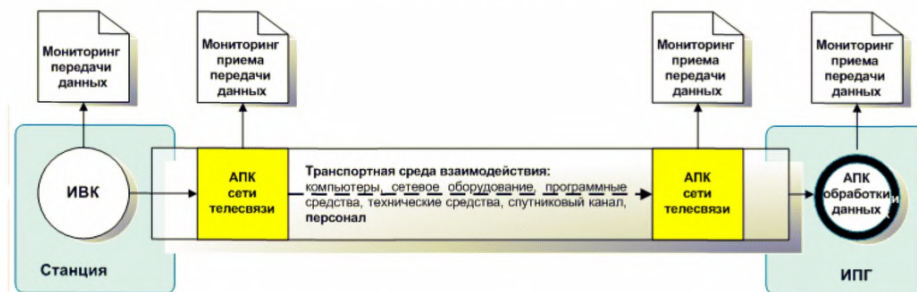 Мониторинг
передачи
данных
Мониторинг
приема
передачи
данных
Мониторинг
приема
передачи
данных
Мониторинг
приема
передачи
данных
ИВК
Станция
АПК
сети
телесвязи
Транспортная среда взаимодействия:
компьютеры, сетевое оборудование, программные
средства, технические средства, спутниковый канал,
персонал
АПК
сети
телесвязи
АПК
обработки
данных
ИПГ